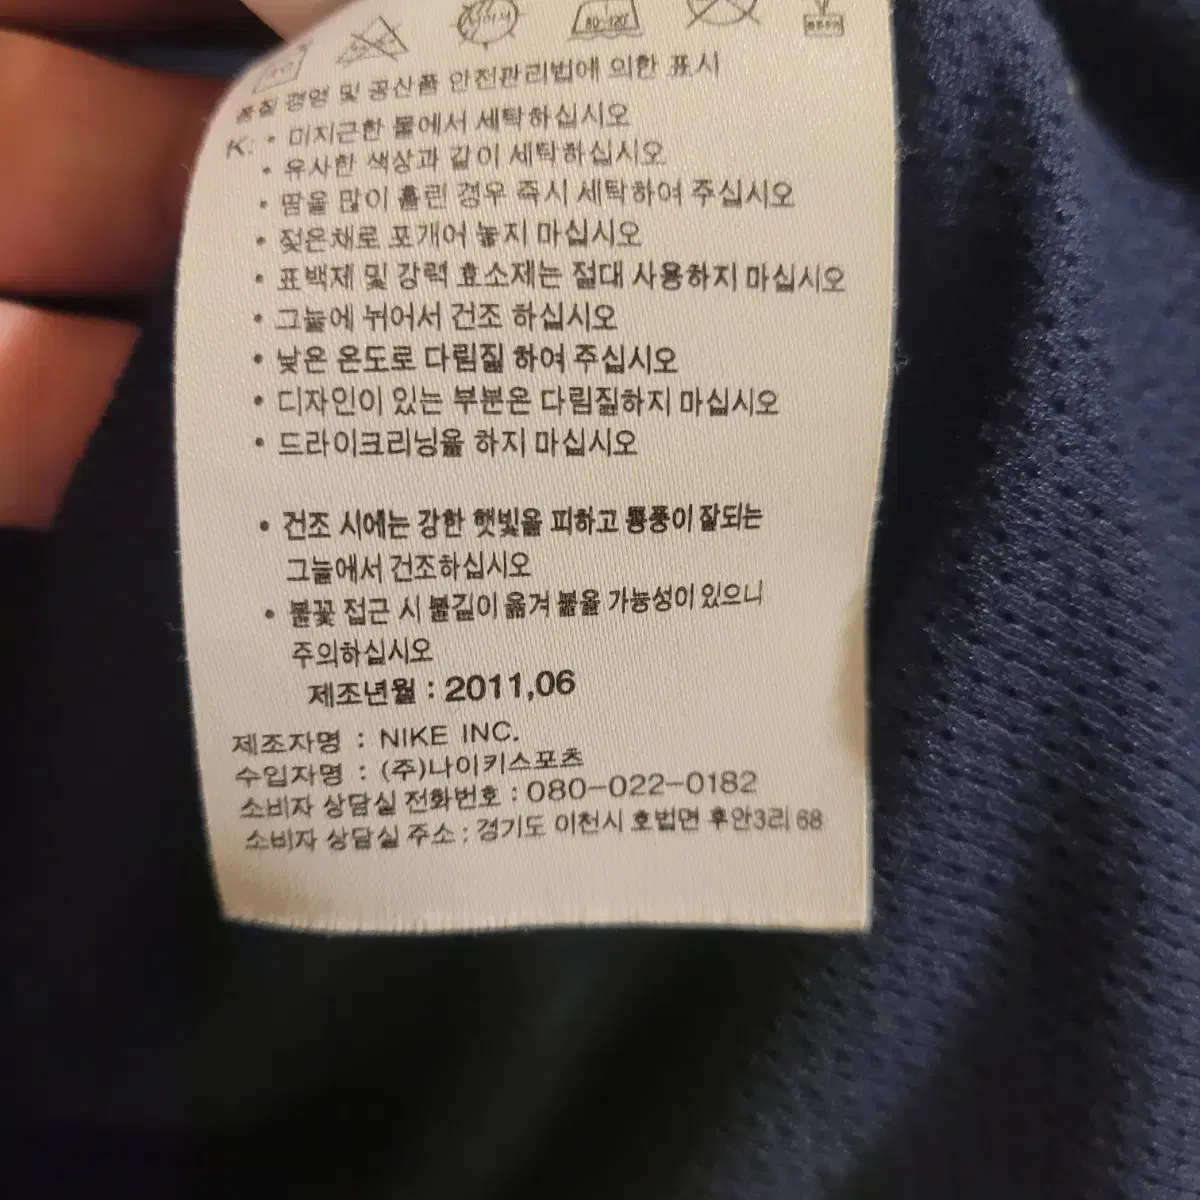 80~120
품질 경영 및 공산품 안전관리법에 의한 표시
K: • 미지근한 물에서 세탁하십시오
• 유사한 색상과 같이 세탁하십시오
• 땀을 많이 흘린 경우 즉시 세탁하여 주십시오
• 젖은채로 포개어 놓지 마십시오
• 표백제 및 강력 효소제는 절대 사용하지 마십시오
• 그늘에 뉘어서 건조 하십시오
• 낮은 온도로 다림질 하여 주십시오
• 디자인이 있는 부분은 다림질하지 마십시오
• 드라이크리닝을 하지 마십시오
• 건조 시에는 강한 햇빛을 피하고 통풍이 잘되는
그늘에서 건조하십시오
• 불꽃 접근 시 불길이 옮겨 붙을 가능성이 있으니
주의하십시오
제조년월 : 2011,06
제조자명 : NIKE INC.
수입자명 : (주)나이키스포츠
소비자 상담실 전화번호 : 080-022-0182
소비자 상담실 주소 : 경기도 이천시 호법면 후안3리 68